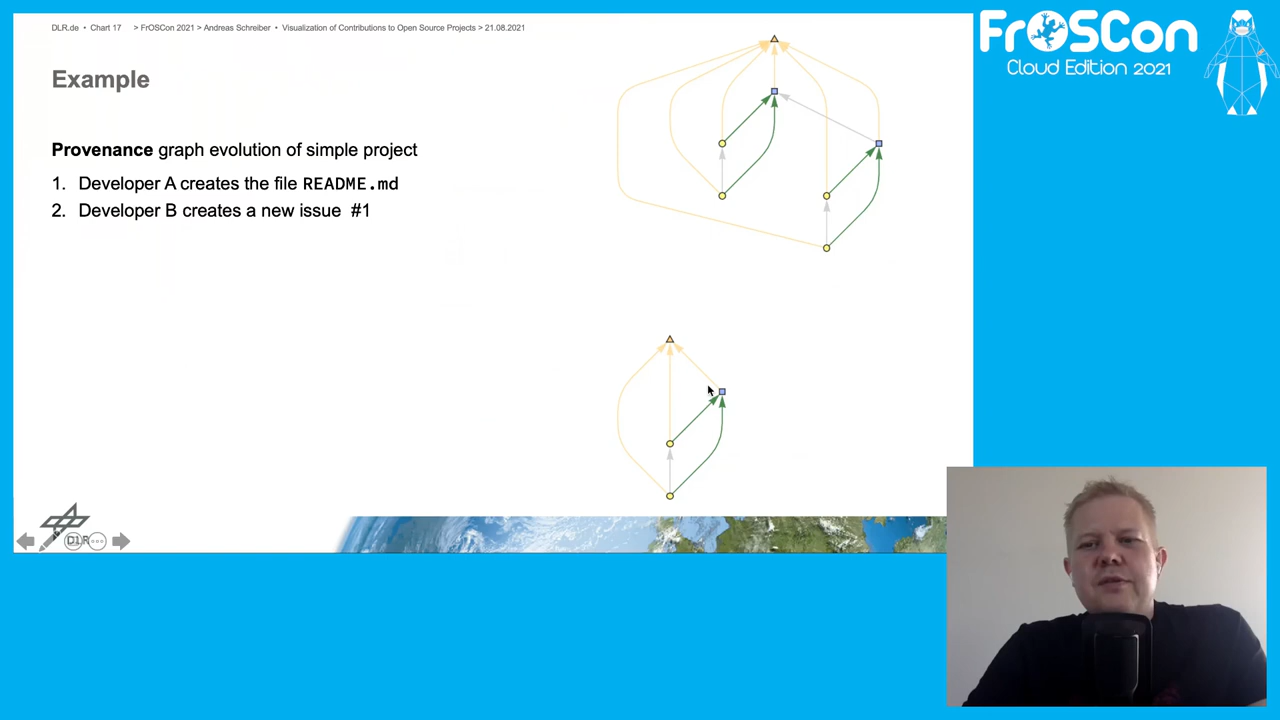 DLR.de • Chart 17 > FrOSCon 2021 > Andreas Schreiber • Visualization of Contributions to Open Source Projects > 21.08.2021
FrOSCon
Cloud Edition 2021
Example
Provenance graph evolution of simple project
1. Developer A creates the file README.md
2. Developer B creates a new issue #1
DLR